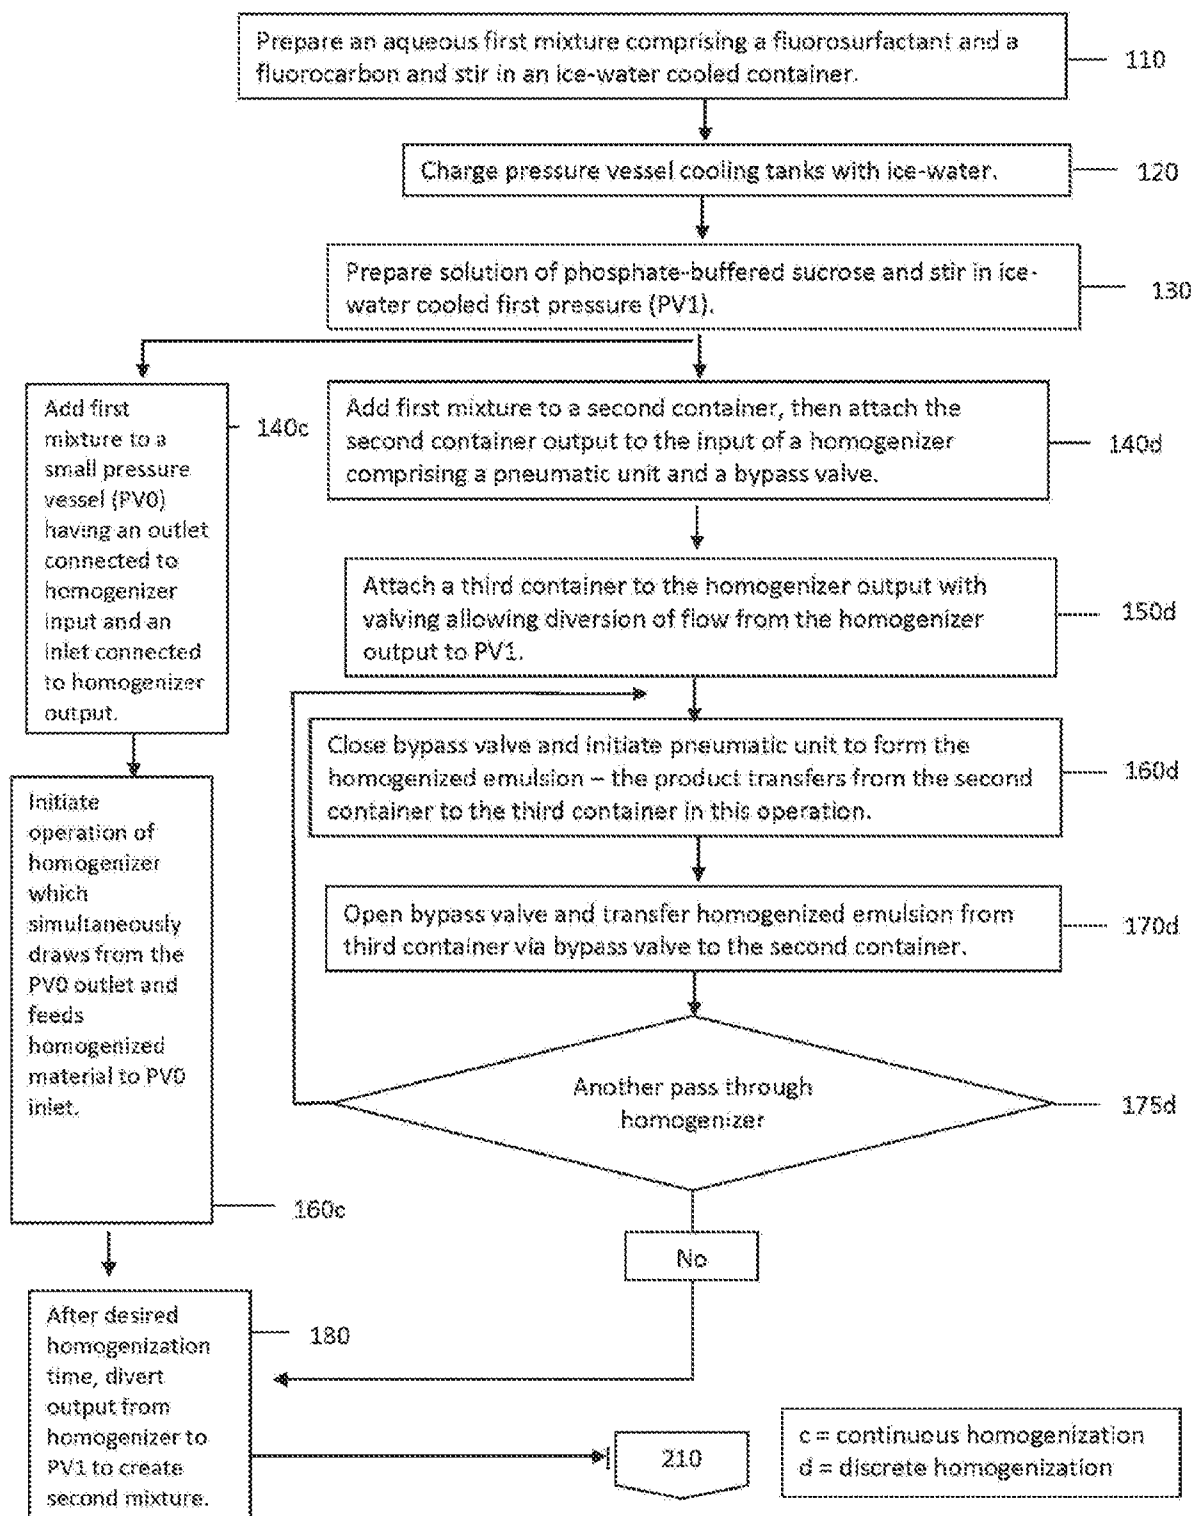 Prepare an aqueous first mixture comprising a fluorosurfactant and a
fluorocarbon and stir in an ice-water cooled container.
110
Charge pressure vessel cooling tanks with ice-water.
120
Prepare solution of phosphate-buffered sucrose and stir in ice-
water cooled first pressure (PV1).
130
Add first
mixture to a
small pressure
vessel (PV0)
having an outlet
connected to
homogenizer
input and an
inlet connected
to homogenizer
output.
140c
Add first mixture to a second container, then attach the
second container output to the input of a homogenizer
comprising a pneumatic unit and a bypass valve.
140d
Attach a third container to the homogenizer output with
valving allowing diversion of flow from the homogenizer
output to PV1.
150d
Close bypass valve and initiate pneumatic unit to form the
homogenized emulsion – the product transfers from the second
container to the third container in this operation.
160d
Initiate
operation of
homogenizer
which
simultaneously
draws from the
PV0 outlet and
feeds
homogenized
material to PV0
inlet.
160c
Open bypass valve and transfer homogenized emulsion from
third container via bypass valve to the second container.
170d
Another pass through
homogenizer
175d
No
After desired
homogenization
time, divert
output from
homogenizer to
PV1 to create
second mixture.
180
210
c = continuous homogenization
d = discrete homogenization